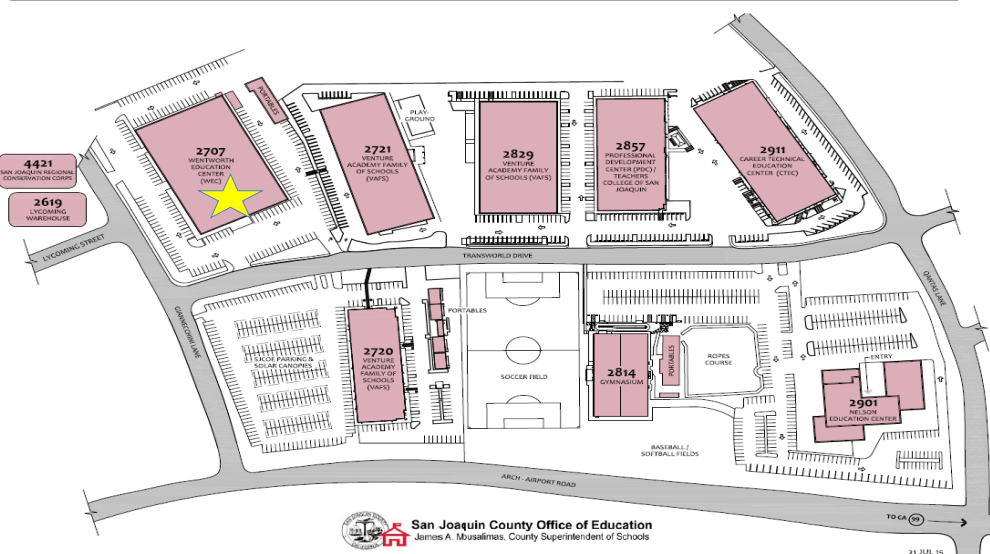 4421
SAN JOAQUIN REGIONAL
CONSERVATION CORPS
2619
LYCOMING
WAREHOUSE
2707
WENTWORTH
EDUCATION
CENTER
(WEC)
PORTABLES
2721
VENTURE
ACADEMY FAMILY
OF SCHOOLS
(VAFS)
PLAY-
GROUND
2829
VENTURE
ACADEMY FAMILY
OF SCHOOLS (VAFS)
2857
PROFESSIONAL
DEVELOPMENT
CENTER (PDC) /
TEACHERS
COLLEGE OF SAN
JOAQUIN
2911
CAREER TECHNICAL
EDUCATION
CENTER (CTEC)
LYCOMING STREET
TRANSWORLD DRIVE
GIANNECCHINI LANE
QANTAS LANE
SJCOE PARKING &
SOLAR CANOPIES
2720
VENTURE
ACADEMY
FAMILY OF
SCHOOLS
(VAFS)
PORTABLES
SOCCER FIELD
2814
GYMNASIUM
PORTABLES
ROPES
COURSE
ENTRY
2901
NELSON
EDUCATION CENTER
BASEBALL /
SOFTBALL FIELDS
ARCH - AIRPORT ROAD
TO CA 99
San Joaquin County Office of Education
James A. Mousalimas, County Superintendent of Schools
21 JUL 15